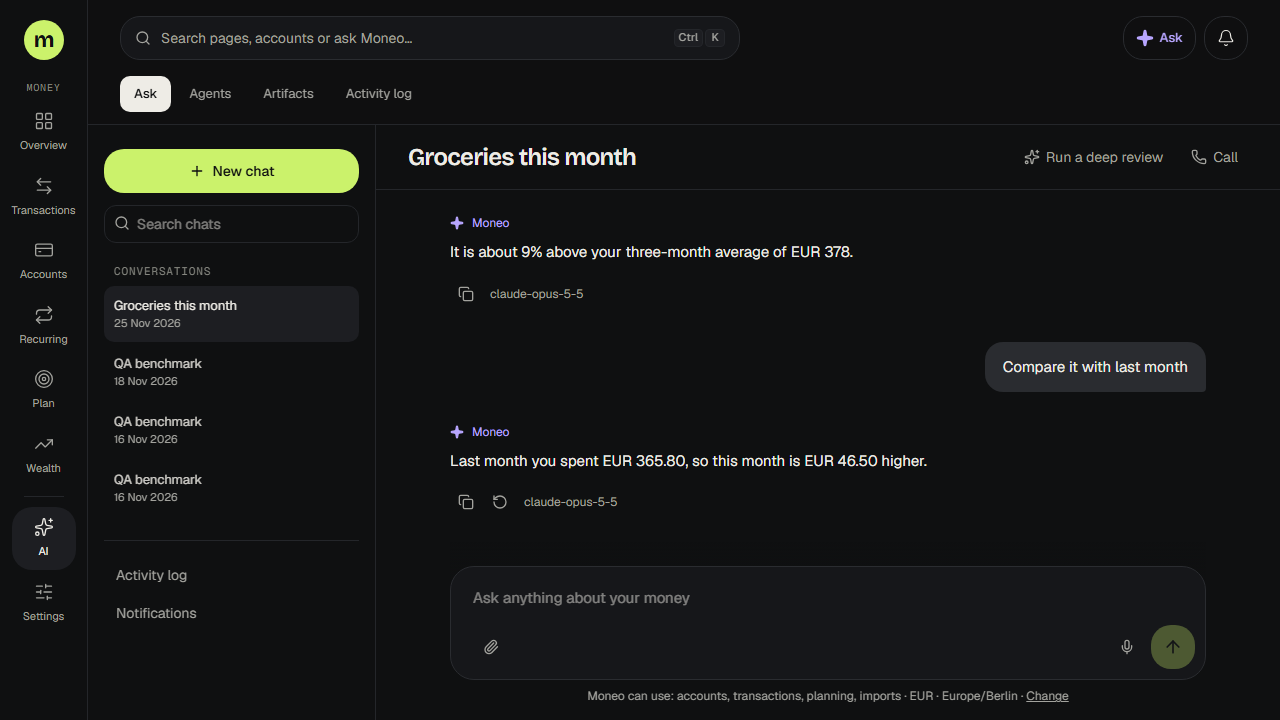 m
MONEY
Overview
Transactions
Accounts
Recurring
Plan
Wealth
AI
Settings
Search pages, accounts or ask Moneo...
Ctrl K
Ask
Ask
Agents
Artifacts
Activity log
New chat
Search chats
CONVERSATIONS
Groceries this month
25 Nov 2026
QA benchmark
18 Nov 2026
QA benchmark
16 Nov 2026
QA benchmark
16 Nov 2026
Activity log
Notifications
Groceries this month
Run a deep review
Call
Moneo
It is about 9% above your three-month average of EUR 378.
claude-opus-5-5
Compare it with last month
Moneo
Last month you spent EUR 365.80, so this month is EUR 46.50 higher.
claude-opus-5-5
Ask anything about your money
Moneo can use: accounts, transactions, planning, imports · EUR · Europe/Berlin · Change